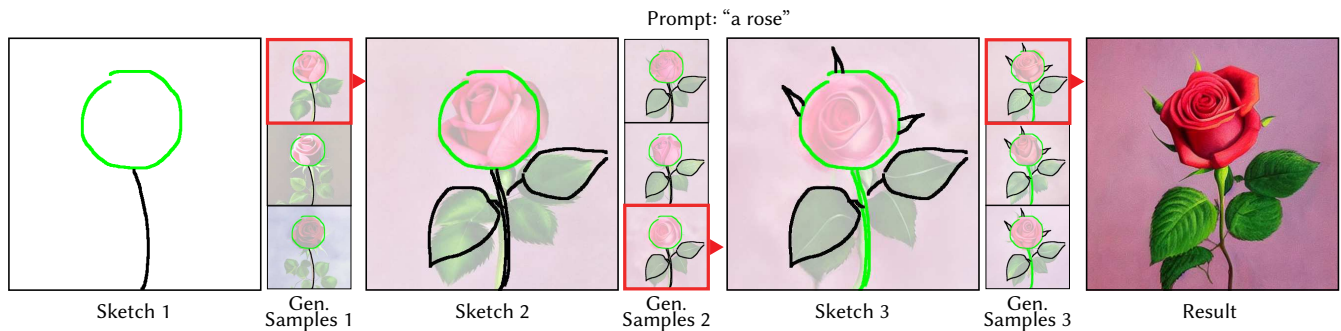 Prompt: “a rose”
Sketch 1
Gen.
Samples 1
Sketch 2
Gen.
Samples 2
Sketch 3
Gen.
Samples 3
Result